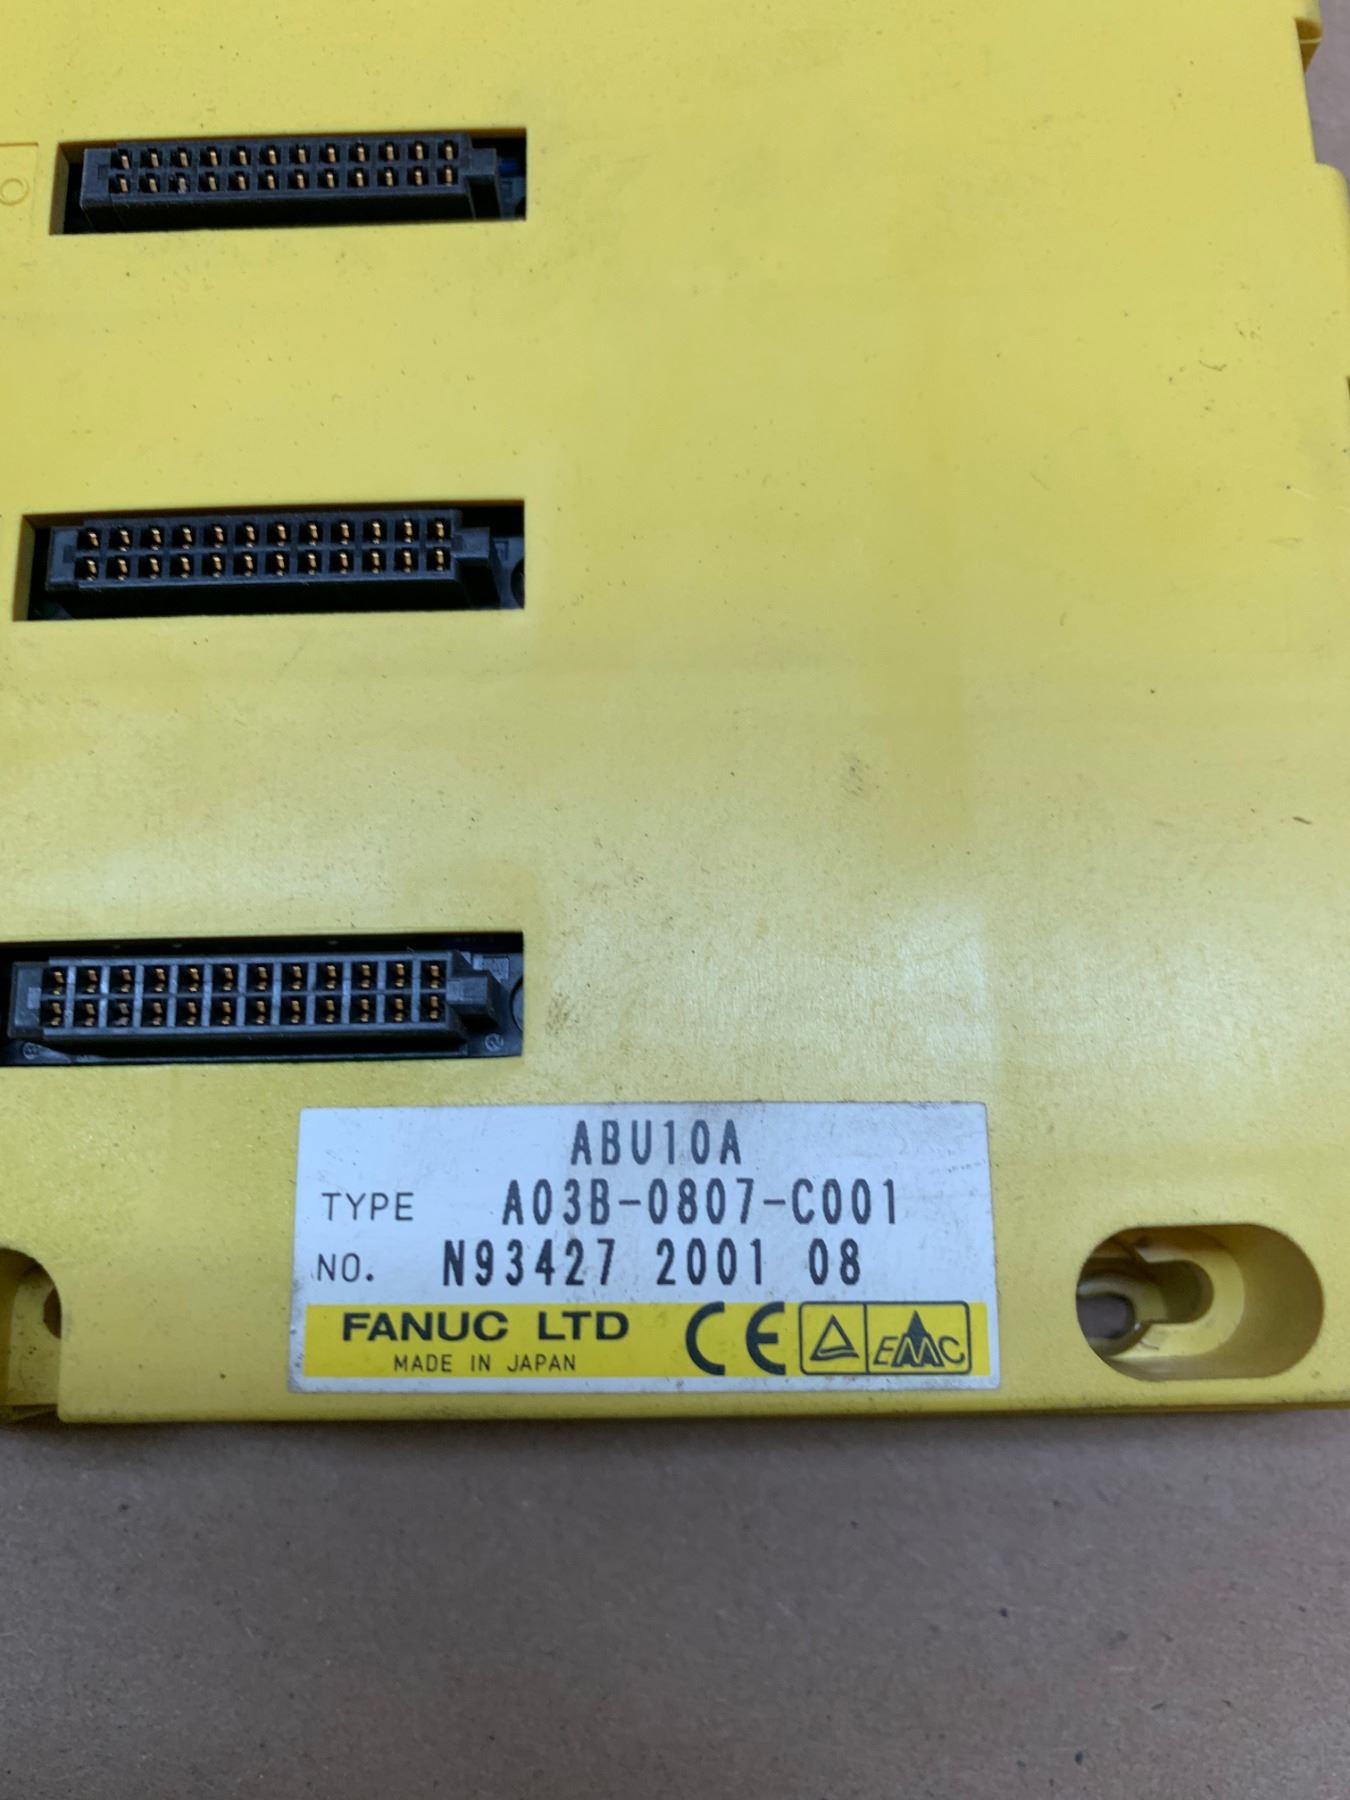 ABU10A
TYPE A03B-0807-C001
NO. N93427 2001 08
FANUC LTD CE EMC
MADE IN JAPAN